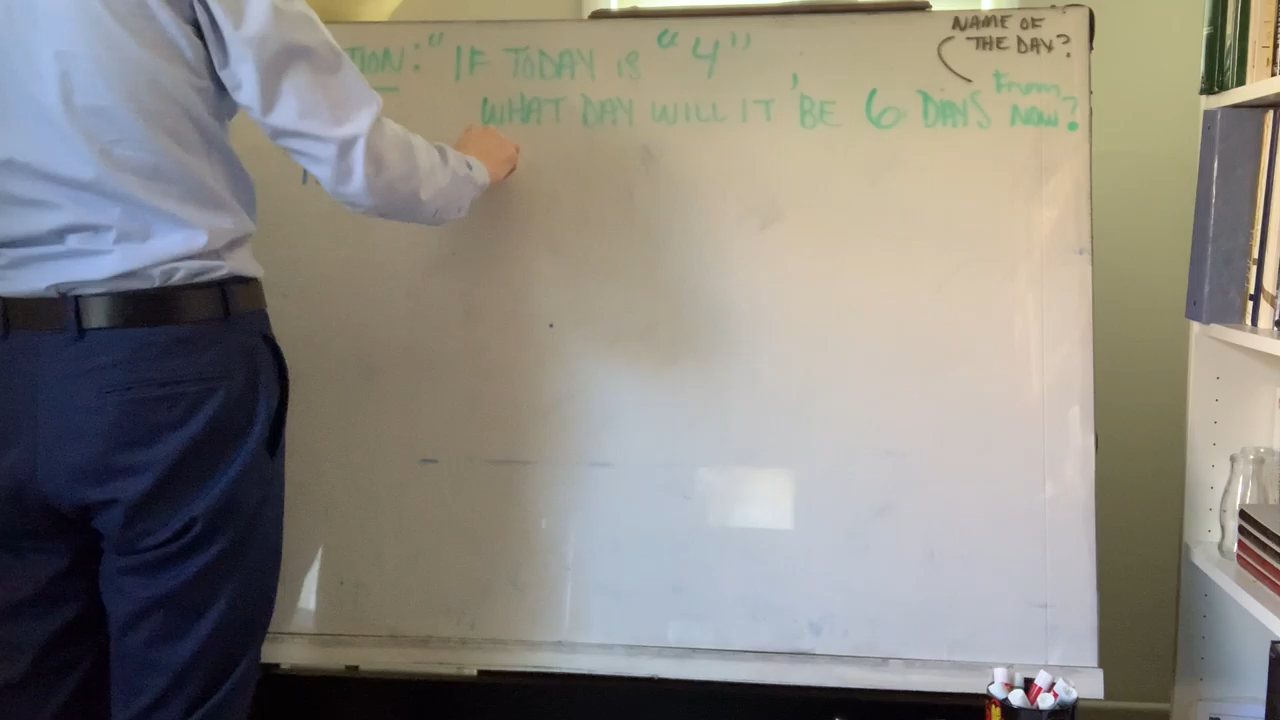 TION: "IF TODAY IS "4",
WHAT DAY WILL IT BE 6 DAYS From Now?
NAME OF
THE DAY?